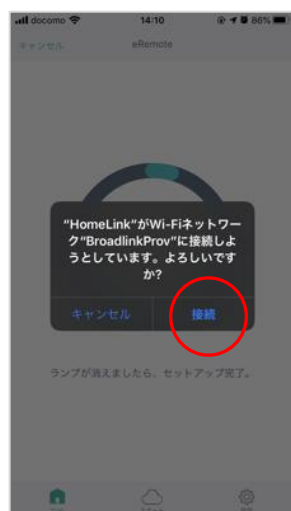 docomo 14:10 86%
キャンセル eRemote
"HomeLink"がWi-Fiネットワー
ク"BroadlinkProv"に接続しよ
うとしています。よろしいです
か?
キャンセル 接続
ランプが消えましたら、セットアップ完了。